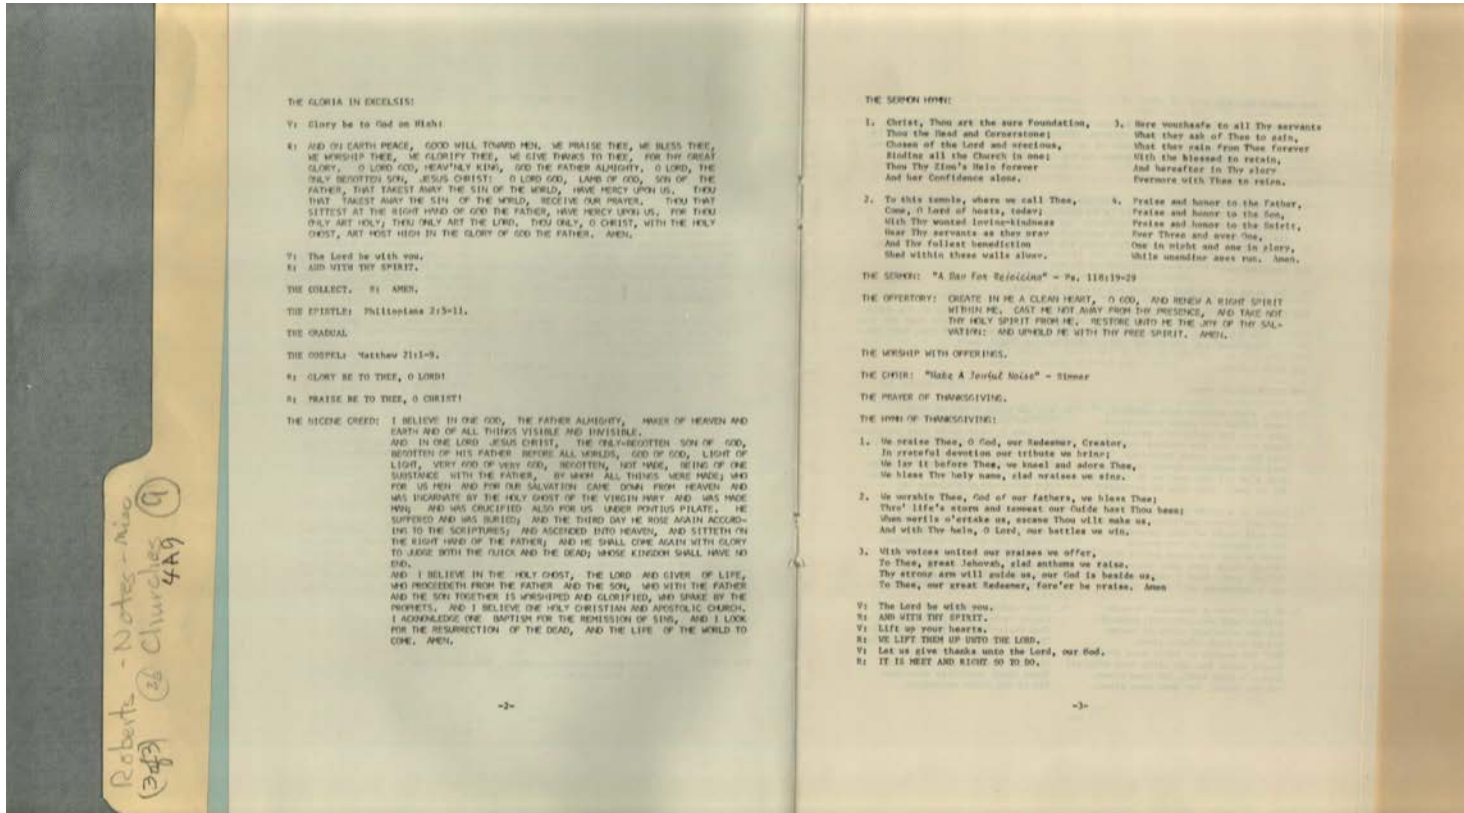 Roberts - Notes - misc
(3 of 3) 26 Churches 9
4A9
THE GLORIA IN EXCELSIS:
V: Glory be to God on High:
R: AND ON EARTH PEACE, GOOD WILL TOWARD MEN. WE PRAISE THEE, WE BLESS THEE,
WE WORSHIP THEE, WE GLORIFY THEE, WE GIVE THANKS TO THEE, FOR THY GREAT
GLORY. O LORD GOD, HEAV'NLY KING, GOD THE FATHER ALMIGHTY. O LORD, THE
ONLY BEGOTTEN SON, JESUS CHRIST: O LORD GOD, LAMB OF GOD, SON OF THE
FATHER, THAT TAKEST AWAY THE SIN OF THE WORLD, HAVE MERCY UPON US. THOU
THAT TAKEST AWAY THE SIN OF THE WORLD, RECEIVE OUR PRAYER. THOU THAT
SITTEST AT THE RIGHT HAND OF GOD THE FATHER, HAVE MERCY UPON US. FOR THOU
ONLY ART HOLY; THOU ONLY ART THE LORD. THOU ONLY, O CHRIST, WITH THE HOLY
GHOST, ART MOST HIGH IN THE GLORY OF GOD THE FATHER. AMEN.
V: The Lord be with you.
R: AND WITH THY SPIRIT.
THE COLLECT. R: AMEN.
THE EPISTLE: Philippians 2:5-11.
THE GRADUAL
THE GOSPEL: Matthew 21:1-9.
R: GLORY BE TO THEE, O LORD!
R: PRAISE BE TO THEE, O CHRIST!
THE NICENE CREED: I BELIEVE IN ONE GOD, THE FATHER ALMIGHTY, MAKER OF HEAVEN AND
EARTH AND OF ALL THINGS VISIBLE AND INVISIBLE.
AND IN ONE LORD JESUS CHRIST, THE ONLY-BEGOTTEN SON OF GOD,
BEGOTTEN OF HIS FATHER BEFORE ALL WORLDS, GOD OF GOD, LIGHT OF
LIGHT, VERY GOD OF VERY GOD, BEGOTTEN, NOT MADE, BEING OF ONE
SUBSTANCE WITH THE FATHER, BY WHOM ALL THINGS WERE MADE; WHO
FOR US MEN AND FOR OUR SALVATION CAME DOWN FROM HEAVEN AND
WAS INCARNATE BY THE HOLY GHOST OF THE VIRGIN MARY AND WAS MADE
MAN; AND WAS CRUCIFIED ALSO FOR US UNDER PONTIUS PILATE. HE
SUFFERED AND WAS BURIED; AND THE THIRD DAY HE ROSE AGAIN ACCORD-
ING TO THE SCRIPTURES; AND ASCENDED INTO HEAVEN, AND SITTETH ON
THE RIGHT HAND OF THE FATHER; AND HE SHALL COME AGAIN WITH GLORY
TO JUDGE BOTH THE QUICK AND THE DEAD; WHOSE KINGDOM SHALL HAVE NO
END.
AND I BELIEVE IN THE HOLY GHOST, THE LORD AND GIVER OF LIFE,
WHO PROCEEDETH FROM THE FATHER AND THE SON, WHO WITH THE FATHER
AND THE SON TOGETHER IS WORSHIPED AND GLORIFIED, WHO SPAKE BY THE
PROPHETS. AND I BELIEVE ONE HOLY CHRISTIAN AND APOSTOLIC CHURCH.
I ACKNOWLEDGE ONE BAPTISM FOR THE REMISSION OF SINS, AND I LOOK
FOR THE RESURRECTION OF THE DEAD, AND THE LIFE OF THE WORLD TO
COME. AMEN.
-2-
THE SERMON HYMN:
1. Christ, Thou art the sure Foundation,
Thou the Head and Cornerstone;
Chosen of the Lord and precious,
Binding all the Church in one;
Thou Thy Zion's Help forever
And her Confidence alone.
2. To this temple, where we call Thee,
Come, O Lord of hosts, today;
With Thy wonted loving-kindness
Hear Thy servants as they pray
And Thy fullest benediction
Shed within these walls alway.
3. Here vouchsafe to all Thy servants
What they ask of Thee to gain,
What they gain from Thee forever
With the blessed to retain,
And hereafter in Thy glory
Evermore with Thee to reign.
4. Praise and honor to the Father,
Praise and honor to the Son,
Praise and honor to the Spirit,
Ever Three and ever One,
One in might and one in glory,
While unending ages run. Amen.
THE SERMON: "A Day For Rejoicing" - Ps. 118:19-29
THE OFFERTORY: CREATE IN ME A CLEAN HEART, O GOD, AND RENEW A RIGHT SPIRIT
WITHIN ME. CAST ME NOT AWAY FROM THY PRESENCE, AND TAKE NOT
THY HOLY SPIRIT FROM ME. RESTORE UNTO ME THE JOY OF THY SAL-
VATION: AND UPHOLD ME WITH THY FREE SPIRIT. AMEN.
THE WORSHIP WITH OFFERINGS.
THE CHOIR: "Make A Joyful Noise" - Simper
THE PRAYER OF THANKSGIVING.
THE HYMN OF THANKSGIVING:
1. We praise Thee, O God, our Redeemer, Creator,
In grateful devotion our tribute we bring;
We lay it before Thee, we kneel and adore Thee,
We bless Thy holy name, glad praises we sing.
2. We worship Thee, God of our fathers, we bless Thee;
Thro' life's storm and tempest our Guide hast Thou been;
When perils o'ertake us, escape Thou wilt make us,
And with Thy help, O Lord, our battles we win.
3. With voices united our praises we offer,
To Thee, great Jehovah, glad anthems we raise.
Thy strong arm will guide us, our God is beside us,
To Thee, our great Redeemer, fore'er be praise. Amen
V: The Lord be with you.
R: AND WITH THY SPIRIT.
V: Lift up your hearts.
R: WE LIFT THEM UP UNTO THE LORD.
V: Let us give thanks unto the Lord, our God.
R: IT IS MEET AND RIGHT SO TO DO.
-3-